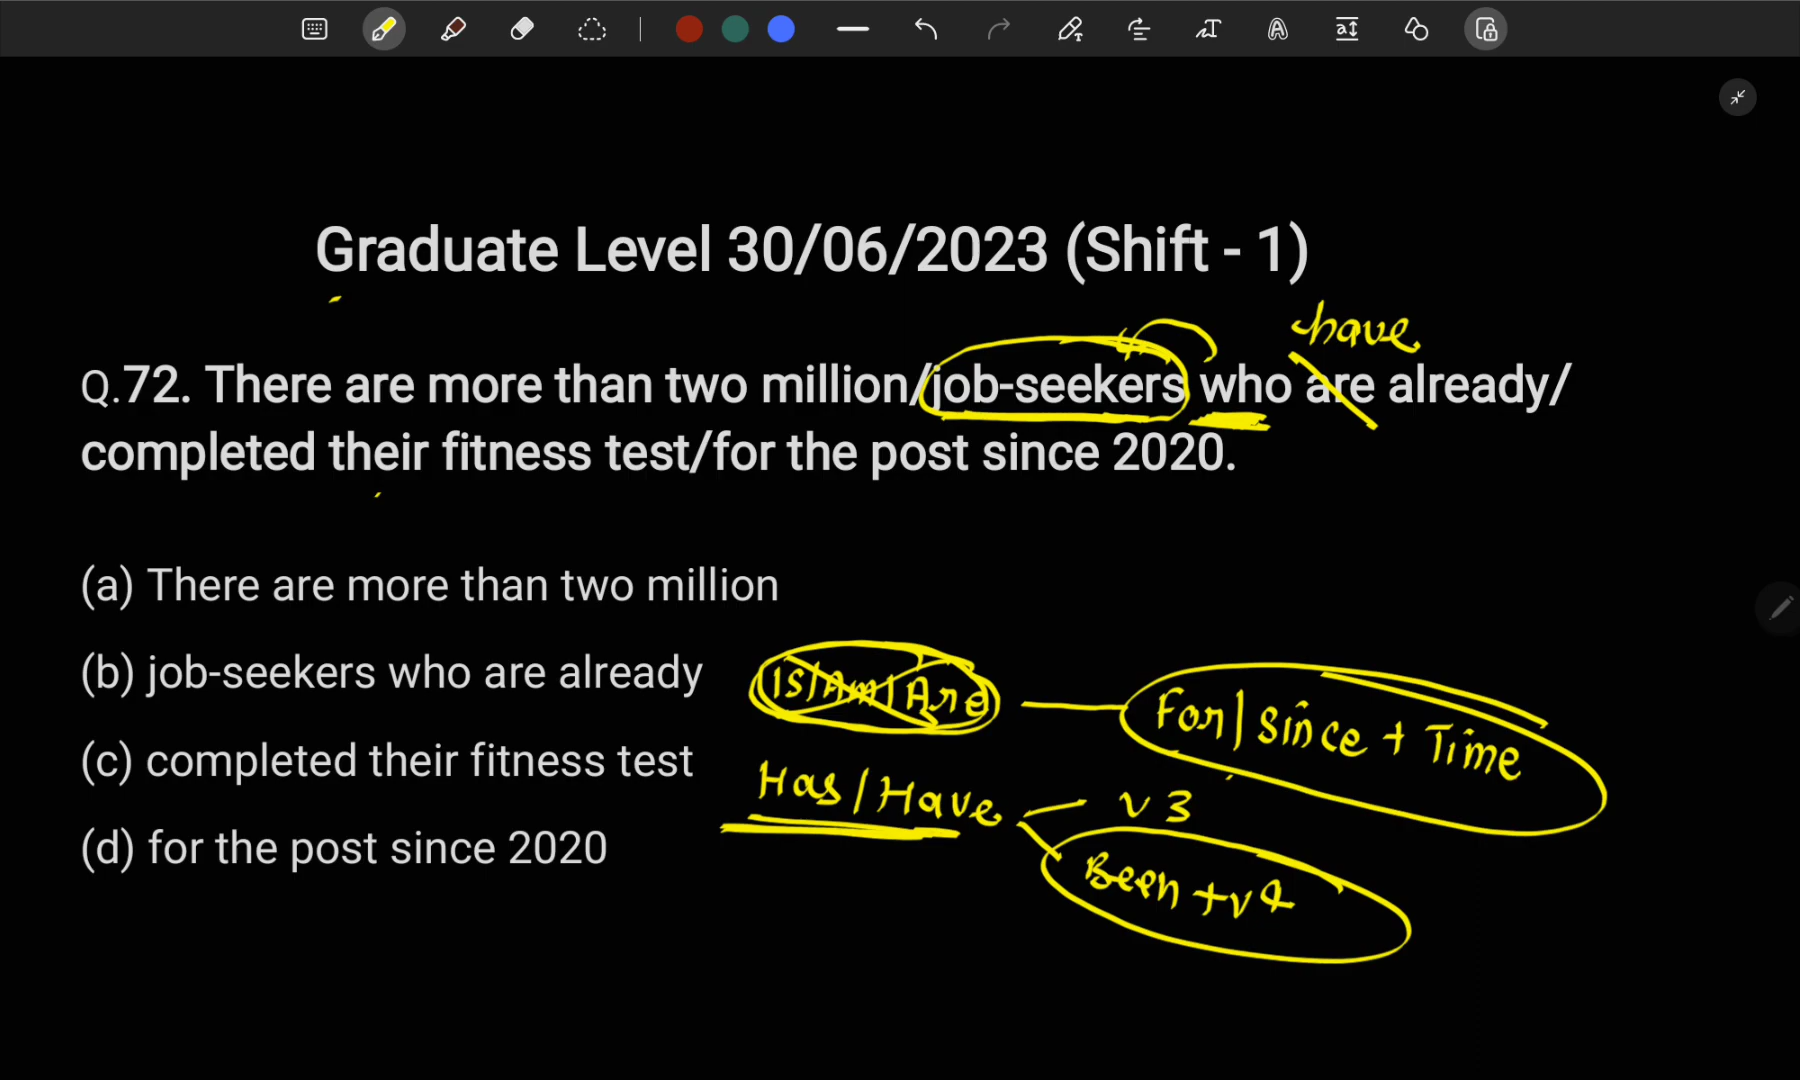 Graduate Level 30/06/2023 (Shift - 1)
have
Q.72. There are more than two million/job-seekers who are already/
completed their fitness test/for the post since 2020.
(a) There are more than two million
(b) job-seekers who are already
Is/Am/Are
For/Since + Time
(c) completed their fitness test
Has/Have
v3
Been + v4
(d) for the post since 2020